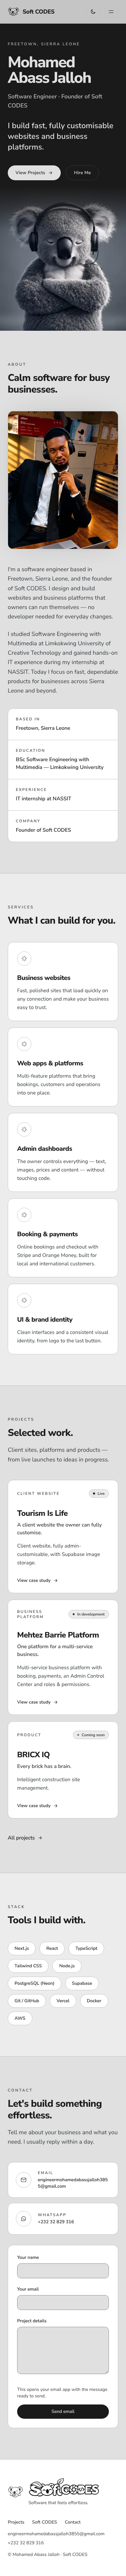 Soft CODES
FREETOWN, SIERRA LEONE
Mohamed
Abass Jalloh
Software Engineer · Founder of Soft
CODES
I build fast, fully customisable
websites and business
platforms.
View Projects →
Hire Me
ABOUT
Calm software for busy
businesses.
I'm a software engineer based in
Freetown, Sierra Leone, and the founder
of Soft CODES. I design and build
websites and business platforms that
owners can run themselves — no
developer needed for everyday changes.
I studied Software Engineering with
Multimedia at Limkokwing University of
Creative Technology and gained hands-on
IT experience during my internship at
NASSIT. Today I focus on fast, dependable
products for businesses across Sierra
Leone and beyond.
BASED IN
Freetown, Sierra Leone
EDUCATION
BSc Software Engineering with
Multimedia — Limkokwing University
EXPERIENCE
IT internship at NASSIT
COMPANY
Founder of Soft CODES
SERVICES
What I can build for you.
Business websites
Fast, polished sites that load quickly on
any connection and make your business
easy to trust.
Web apps & platforms
Multi-feature platforms that bring
bookings, customers and operations
into one place.
Admin dashboards
The owner controls everything — text,
images, prices and content — without
touching code.
Booking & payments
Online bookings and checkout with
Stripe and Orange Money, built for
local and international customers.
UI & brand identity
Clean interfaces and a consistent visual
identity, from logo to the last button.
PROJECTS
Selected work.
Client sites, platforms and products —
from live launches to ideas in progress.
CLIENT WEBSITE
Live
Tourism Is Life
A client website the owner can fully
customise.
Client website, fully admin-
customisable, with Supabase image
storage.
View case study →
BUSINESS
PLATFORM
In development
Mehtez Barrie Platform
One platform for a multi-service
business.
Multi-service business platform with
booking, payments, an Admin Control
Center and roles & permissions.
View case study →
PRODUCT
Coming soon
BRICX IQ
Every brick has a brain.
Intelligent construction site
management.
View case study →
All projects →
STACK
Tools I build with.
Next.js
React
TypeScript
Tailwind CSS
Node.js
PostgreSQL (Neon)
Supabase
Git / GitHub
Vercel
Docker
AWS
CONTACT
Let's build something
effortless.
Tell me about your business and what you
need. I usually reply within a day.
EMAIL
engineermohamedabassjalloh385
5@gmail.com
WHATSAPP
+232 32 829 316
Your name
Your email
Project details
This opens your email app with the message
ready to send.
Send email
Soft CODES
Software that feels effortless.
Projects
Soft CODES
Contact
engineermohamedabassjalloh3855@gmail.com
+232 32 829 316
© Mohamed Abass Jalloh · Soft CODES